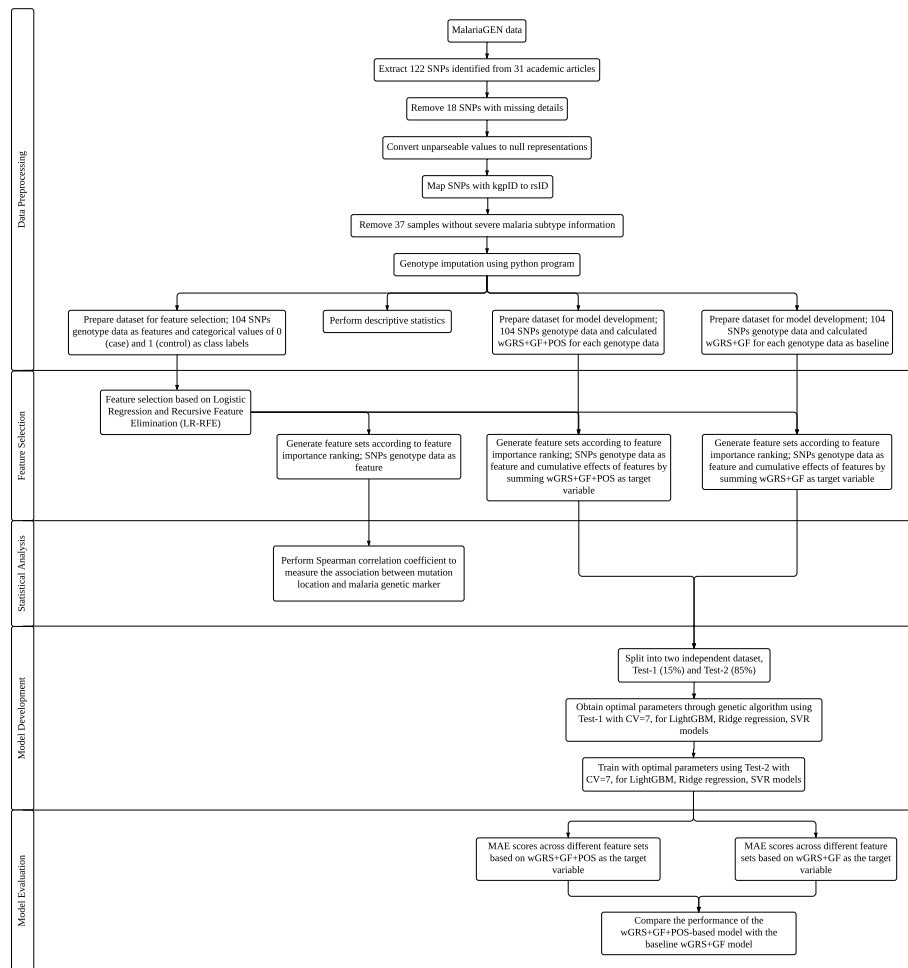 Data Preprocessing
MalariaGEN data
Extract 122 SNPs identified from 31 academic articles
Remove 18 SNPs with missing details
Convert unparseable values to null representations
Map SNPs with kgpID to rsID
Remove 37 samples without severe malaria subtype information
Genotype imputation using python program
Prepare dataset for feature selection; 104 SNPs
genotype data as features and categorical values of 0
(case) and 1 (control) as class labels
Perform descriptive statistics
Prepare dataset for model development;
104 SNPs genotype data and calculated
wGRS+GF+POS for each genotype data
Prepare dataset for model development; 104
SNPs genotype data and calculated
wGRS+GF for each genotype data as baseline
Feature Selection
Feature selection based on Logistic
Regression and Recursive Feature
Elimination (LR-RFE)
Generate feature sets according to feature
importance ranking; SNPs genotype data as
feature
Generate feature sets according to feature
importance ranking; SNPs genotype data as
feature and cumulative effects of features by
summing wGRS+GF+POS as target
variable
Generate feature sets according to feature
importance ranking; SNPs genotype data as
feature and cumulative effects of features by
summing wGRS+GF as target variable
Statistical Analysis
Perform Spearman correlation coefficient to
measure the association between mutation
location and malaria genetic marker
Model Development
Split into two independent dataset,
Test-1 (15%) and Test-2 (85%)
Obtain optimal parameters through genetic algorithm using
Test-1 with CV=7, for LightGBM, Ridge regression, SVR
models
Train with optimal parameters using Test-2 with
CV=7, for LightGBM, Ridge regression, SVR models
Model Evaluation
MAE scores across different feature sets
based on wGRS+GF+POS as the target
variable
MAE scores across different feature
sets based on wGRS+GF as the target
variable
Compare the performance of the
wGRS+GF+POS-based model with the
baseline wGRS+GF model